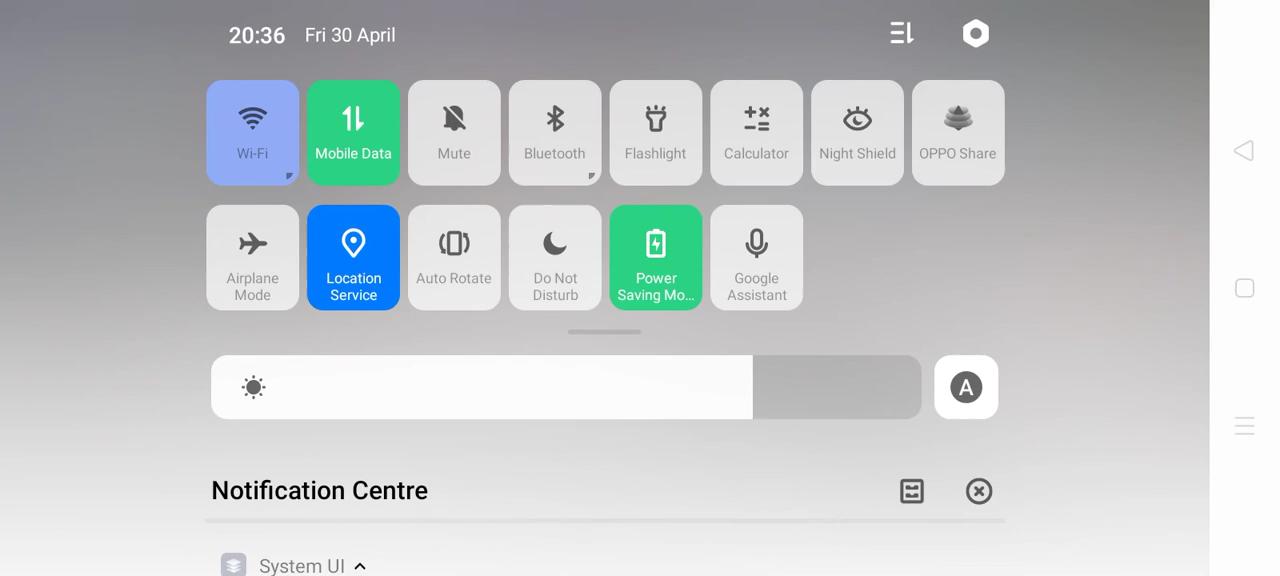 20:36 Fri 30 April
Wi-Fi Mobile Data Mute Bluetooth Flashlight Calculator Night Shield OPPO Share
Airplane Mode
Location Service
Auto Rotate
Do Not Disturb
Power Saving Mo...
Google Assistant
A
Notification Centre
System UI